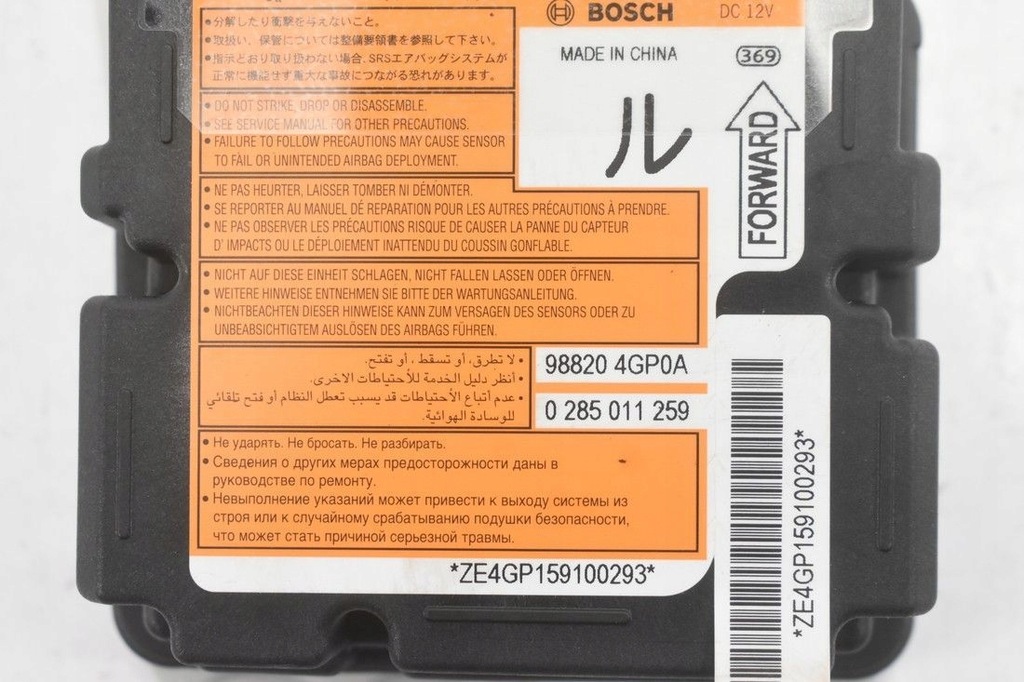 BOSCH
DC 12V
・分解したり衝撃を与えないこと。
・取扱い、保管については整備要領書を参照して下さい。
・指示どおり取り扱わない場合、SRSエアバッグシステムが
正常に機能せず重大な事故につながる恐れがあります。
MADE IN CHINA
369
ル
FORWARD
• DO NOT STRIKE, DROP OR DISASSEMBLE.
• SEE SERVICE MANUAL FOR OTHER PRECAUTIONS.
• FAILURE TO FOLLOW PRECAUTIONS MAY CAUSE SENSOR
TO FAIL OR UNINTENDED AIRBAG DEPLOYMENT.
• NE PAS HEURTER, LAISSER TOMBER NI DÉMONTER.
• SE REPORTER AU MANUEL DÉ REPARATION POUR LES AUTRES PRÉCAUTIONS À PRENDRE.
• NE PAS OBSERVER LES PRÉCAUTIONS RISQUE DE CAUSER LA PANNE DU CAPTEUR
D' IMPACTS OU LE DÉPLOIEMENT INATTENDU DU COUSSIN GONFLABLE.
• NICHT AUF DIESE EINHEIT SCHLAGEN, NICHT FALLEN LASSEN ODER ÖFFNEN.
• WEITERE HINWEISE ENTNEHMEN SIE BITTE DER WARTUNGSANLEITUNG.
• NICHTBEACHTEN DIESER HINWEISE KANN ZUM VERSAGEN DES SENSORS ODER ZU
UNBEABSICHTIGTEM AUSLÖSEN DES AIRBAGS FÜHREN.
• لا تطرق، أو تسقط ، أو تفتح.
• أنظر دليل الخدمة للأحتياطات الاخرى.
• عدم أتباع الأحتياطات قد يسبب تعطل النظام أو فتح تلقائي
للوسادة الهوائية.
98820 4GP0A
0 285 011 259
• Не ударять. Не бросать. Не разбирать.
• Сведения о других мерах предосторожности даны в
руководстве по ремонту.
• Невыполнение указаний может привести к выходу системы из
строя или к случайному срабатыванию подушки безопасности,
что может стать причиной серьезной травмы.
*ZE4GP159100293*
*ZE4GP159100293*